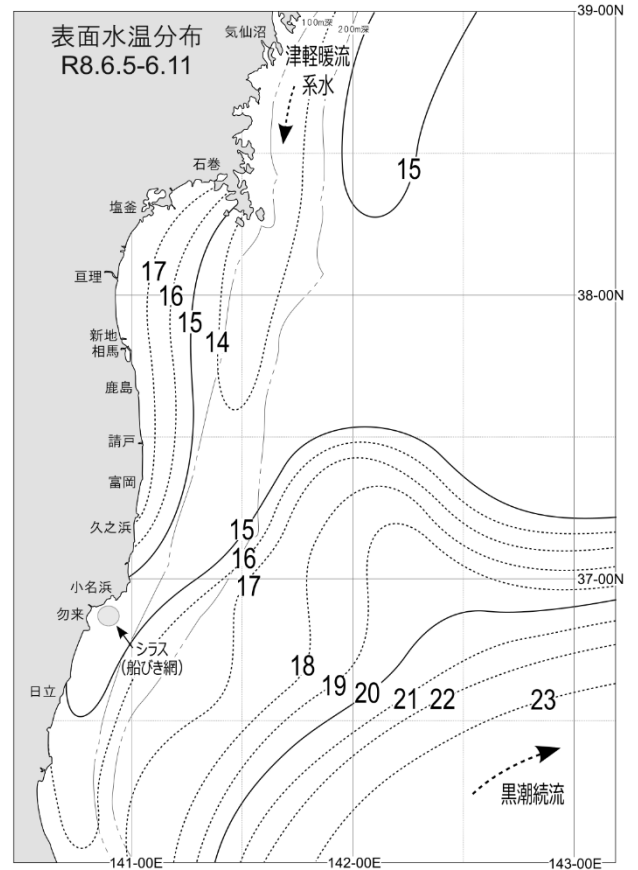 39-00N
表面水温分布
R8.6.5-6.11
気仙沼
100m深
200m深
津軽暖流
系水
15
石巻
塩釜
亘理
17
16
15
14
38-00N
新地
相馬
鹿島
請戸
富岡
久之浜
15
16
17
37-00N
小名浜
勿来
シラス
(船びき網)
日立
18
19
20
21
22
23
黒潮続流
141-00E
142-00E
143-00E